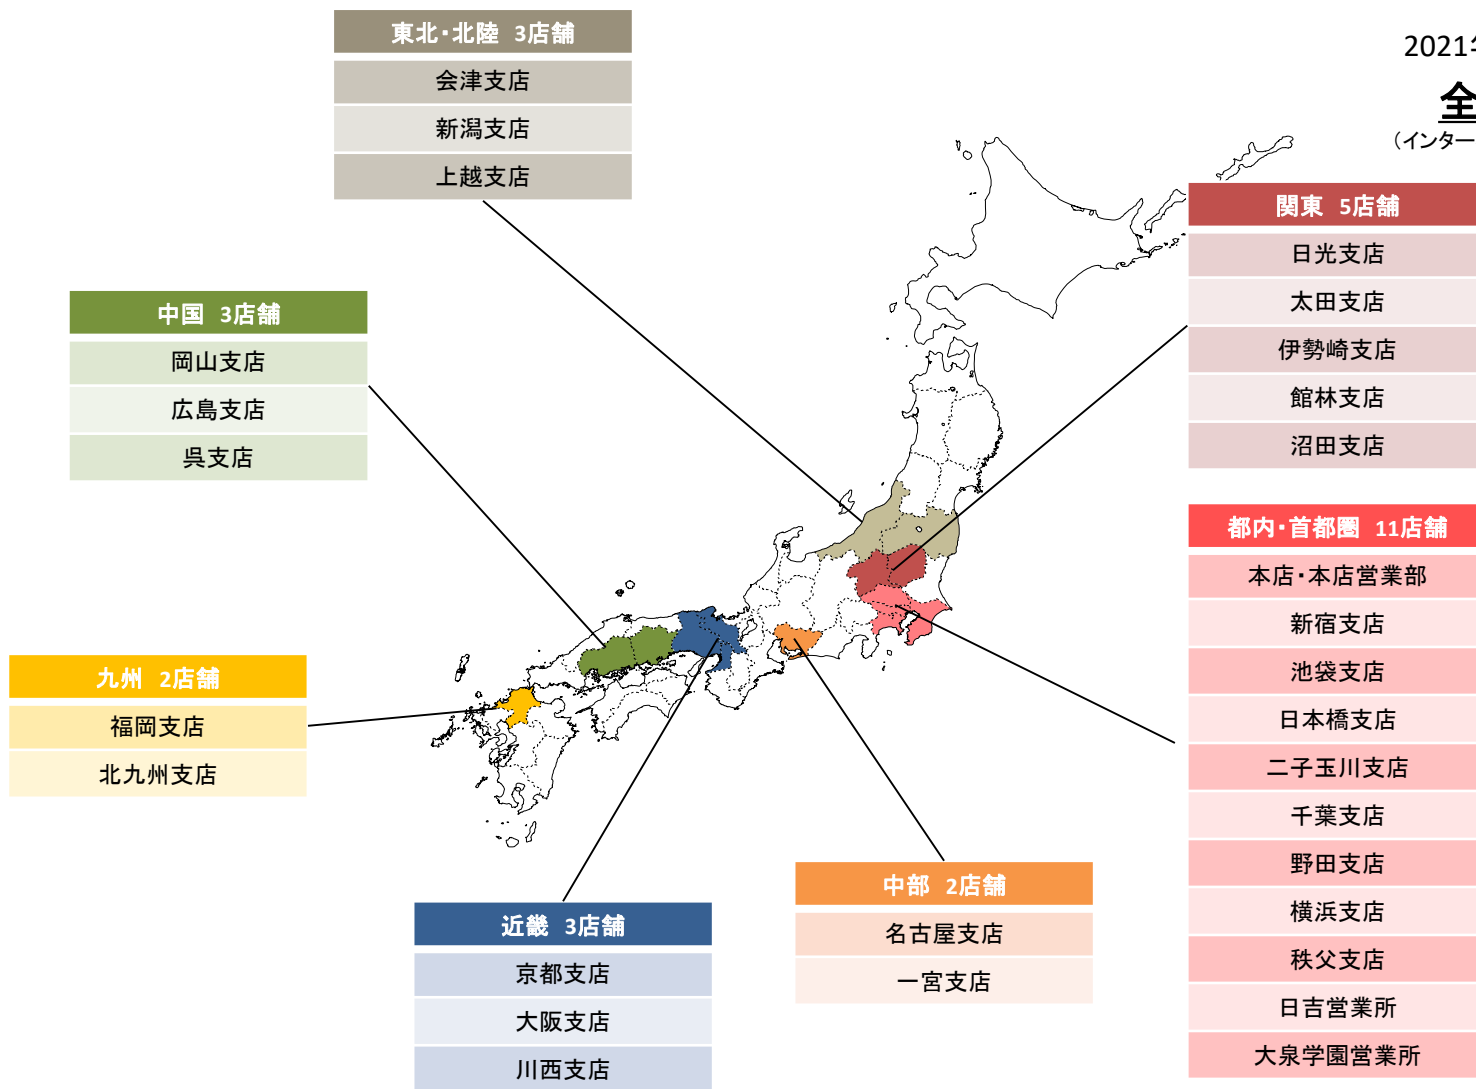 2021年
全
（インター
東北・北陸 3店舗
会津支店
新潟支店
上越支店
関東 5店舗
日光支店
太田支店
伊勢崎支店
館林支店
沼田支店
中国 3店舗
岡山支店
広島支店
呉支店
都内・首都圏 11店舗
本店・本店営業部
新宿支店
池袋支店
日本橋支店
二子玉川支店
千葉支店
野田支店
横浜支店
秩父支店
日吉営業所
大泉学園営業所
九州 2店舗
福岡支店
北九州支店
中部 2店舗
名古屋支店
一宮支店
近畿 3店舗
京都支店
大阪支店
川西支店